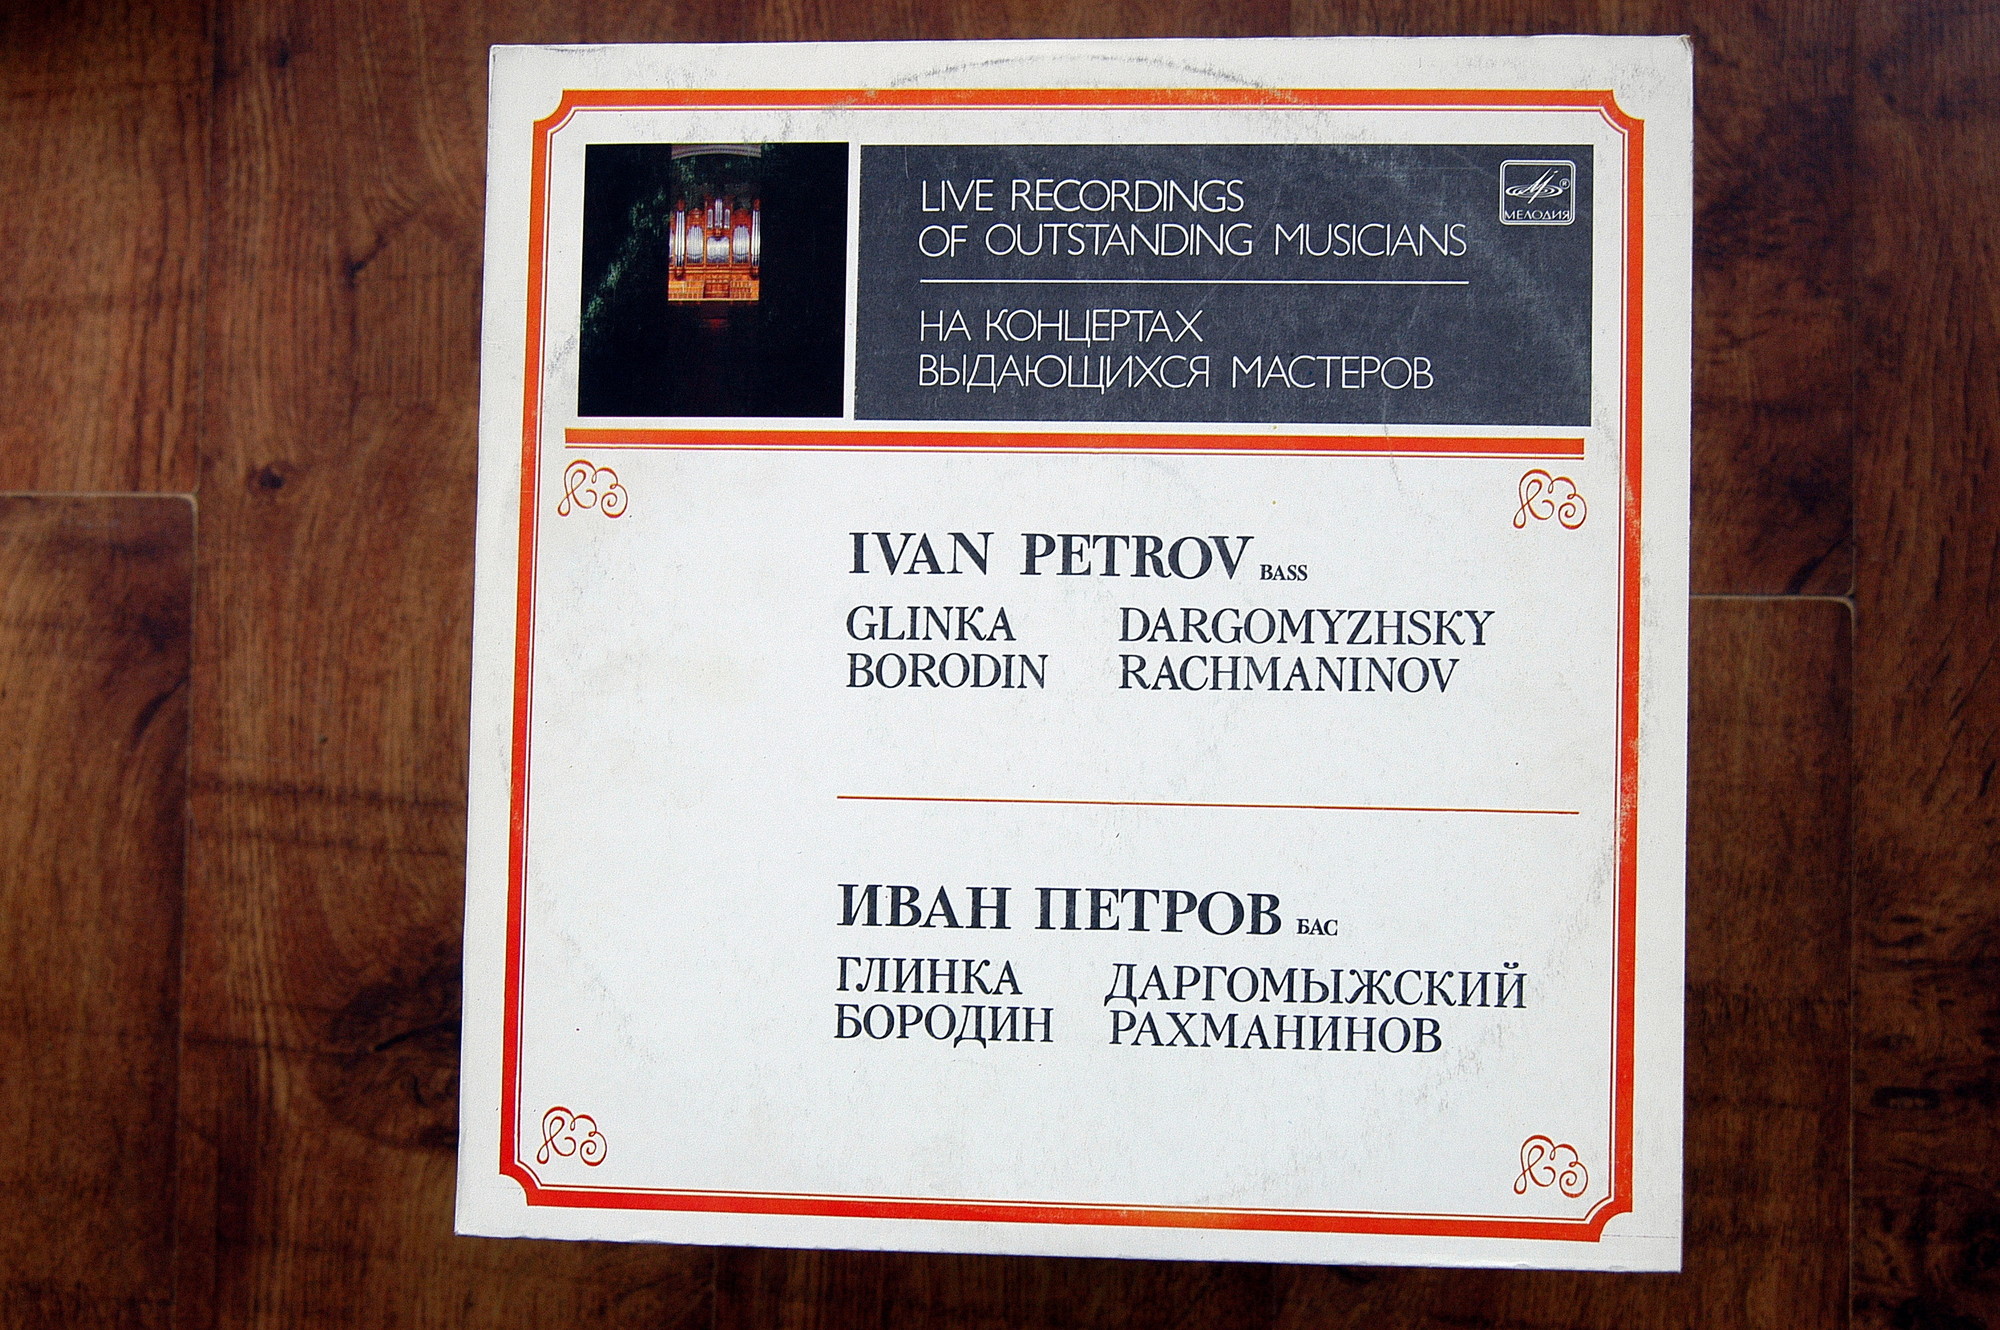 LIVE RECORDINGS
OF OUTSTANDING MUSICIANS
МЕЛОДИЯ
НА КОНЦЕРТАХ
ВЫДАЮЩИХСЯ МАСТЕРОВ
IVAN PETROV BASS
GLINKA DARGOMYZHSKY
BORODIN RACHMANINOV
ИВАН ПЕТРОВ БАС
ГЛИНКА ДАРГОМЫЖСКИЙ
БОРОДИН РАХМАНИНОВ